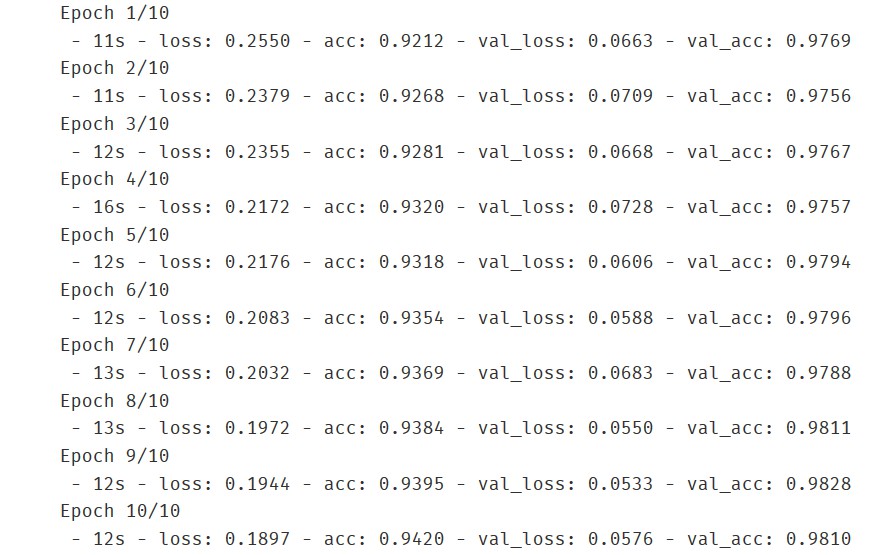 Epoch 1/10
- 11s - loss: 0.2550 - acc: 0.9212 - val_loss: 0.0663 - val_acc: 0.9769
Epoch 2/10
- 11s - loss: 0.2379 - acc: 0.9268 - val_loss: 0.0709 - val_acc: 0.9756
Epoch 3/10
- 12s - loss: 0.2355 - acc: 0.9281 - val_loss: 0.0668 - val_acc: 0.9767
Epoch 4/10
- 16s - loss: 0.2172 - acc: 0.9320 - val_loss: 0.0728 - val_acc: 0.9757
Epoch 5/10
- 12s - loss: 0.2176 - acc: 0.9318 - val_loss: 0.0606 - val_acc: 0.9794
Epoch 6/10
- 12s - loss: 0.2083 - acc: 0.9354 - val_loss: 0.0588 - val_acc: 0.9796
Epoch 7/10
- 13s - loss: 0.2032 - acc: 0.9369 - val_loss: 0.0683 - val_acc: 0.9788
Epoch 8/10
- 13s - loss: 0.1972 - acc: 0.9384 - val_loss: 0.0550 - val_acc: 0.9811
Epoch 9/10
- 12s - loss: 0.1944 - acc: 0.9395 - val_loss: 0.0533 - val_acc: 0.9828
Epoch 10/10
- 12s - loss: 0.1897 - acc: 0.9420 - val_loss: 0.0576 - val_acc: 0.9810